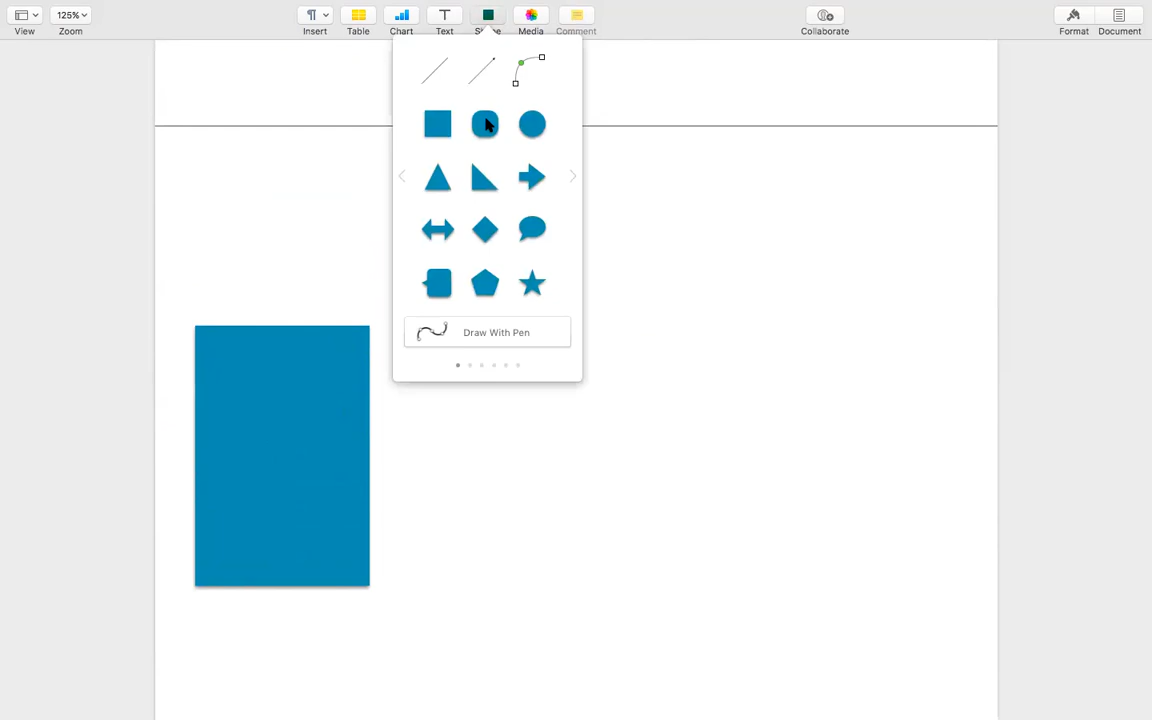 125%
View
Zoom
Insert
Table
Chart
Text
Media
Comment
Collaborate
Format
Document
Draw With Pen